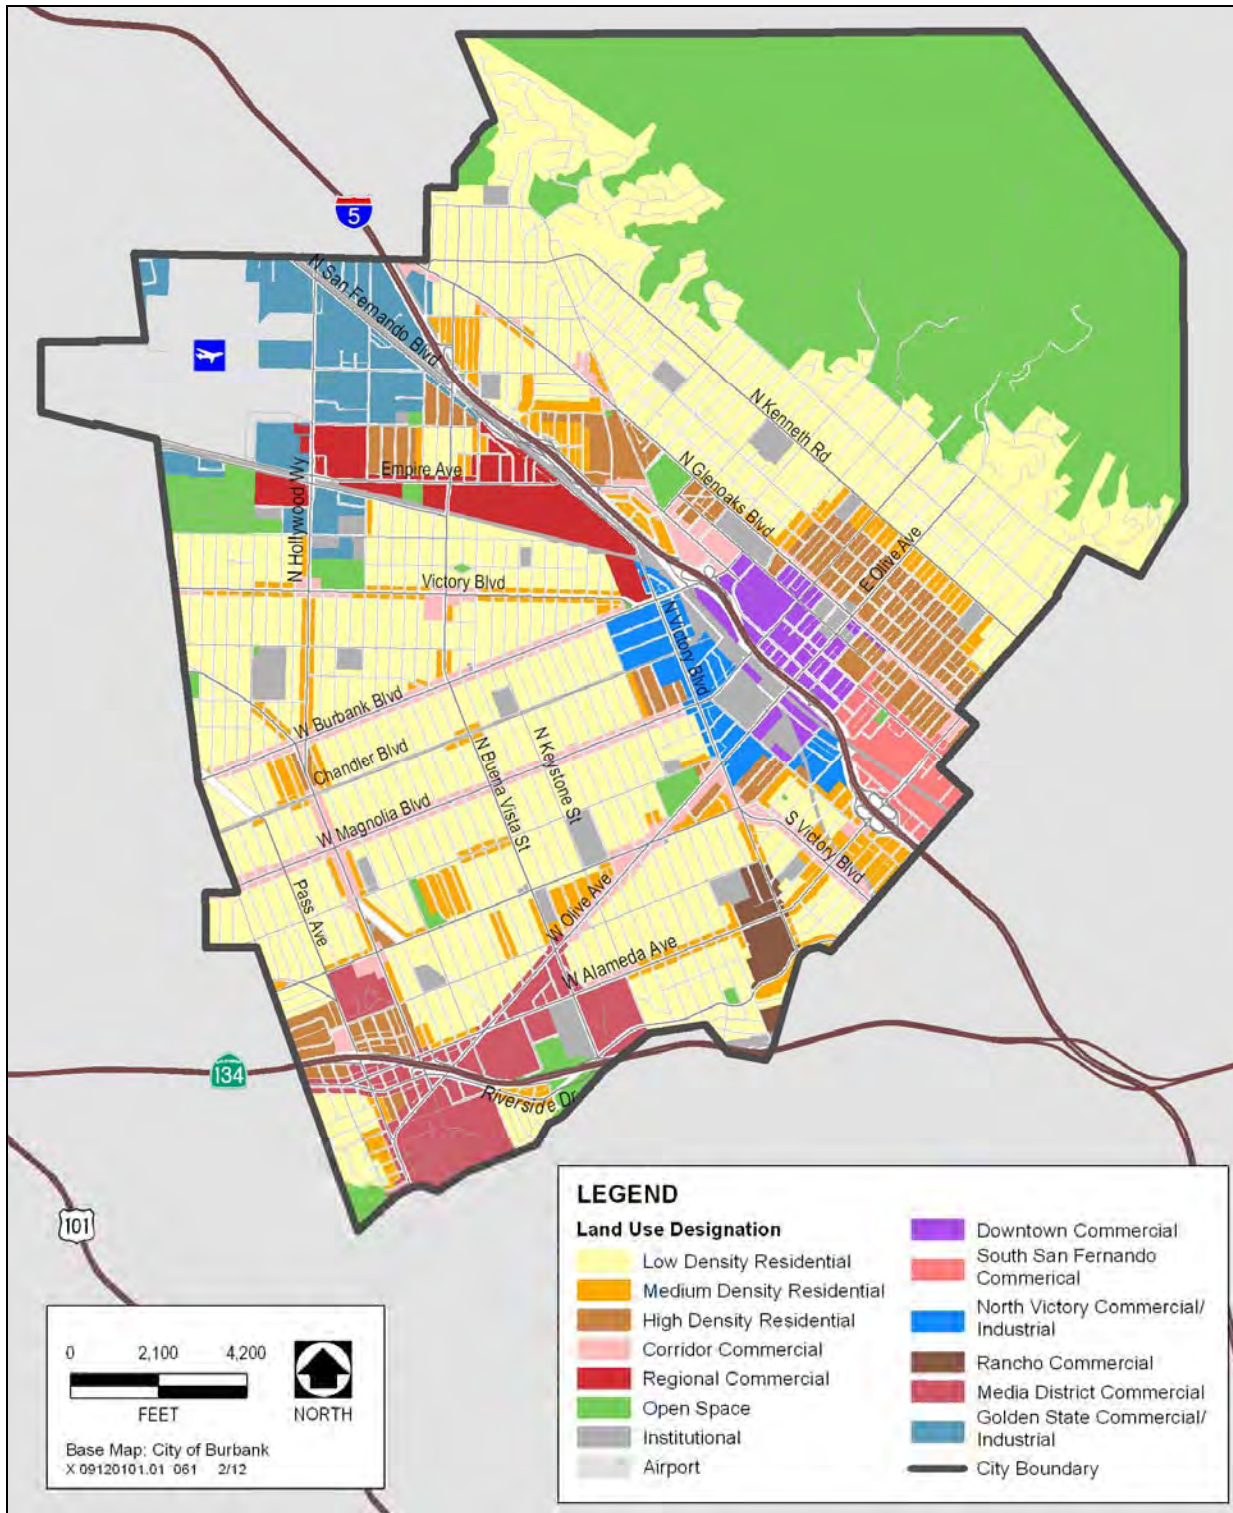 5
N San Fernando Blvd
N Kenneth Rd
N Glenoaks Blvd
Empire Ave
N Hollywood Wy
E Olive Ave
Victory Blvd
N Victory Blvd
W Burbank Blvd
Chandler Blvd
N Buena Vista St
N Keystone St
W Magnolia Blvd
S Victory Blvd
Pass Ave
W Olive Ave
W Alameda Ave
CALIFORNIA
134
Riverside Dr
101
LEGEND
Land Use Designation
Low Density Residential
Medium Density Residential
High Density Residential
Corridor Commercial
Regional Commercial
Open Space
Institutional
Airport
Downtown Commercial
South San Fernando
Commerical
North Victory Commercial/
Industrial
Rancho Commercial
Media District Commercial
Golden State Commercial/
Industrial
City Boundary
0 2,100 4,200
FEET
NORTH
Base Map: City of Burbank
X 09120101.01 061 2/12